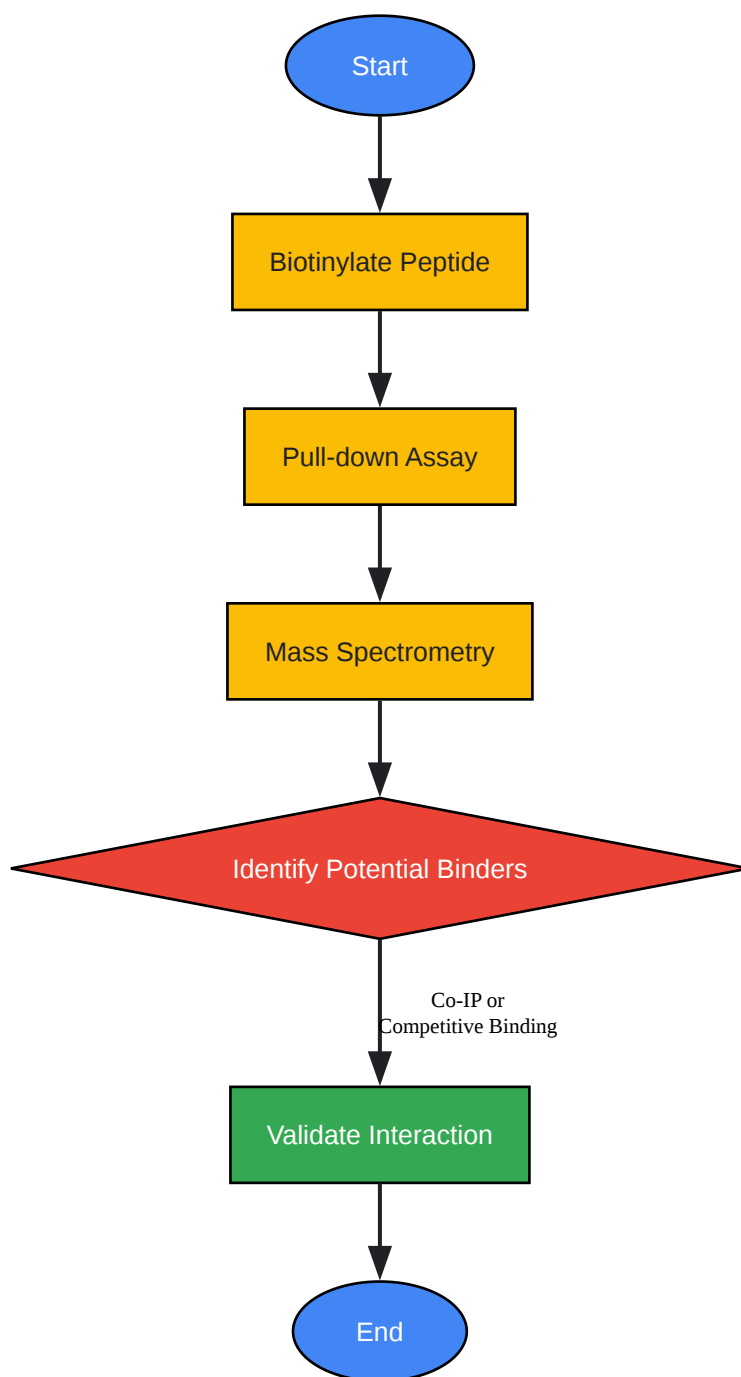 Start
Biotinylate Peptide
Pull-down Assay
Mass Spectrometry
Identify Potential Binders
Co-IP or
Competitive Binding
Validate Interaction
End